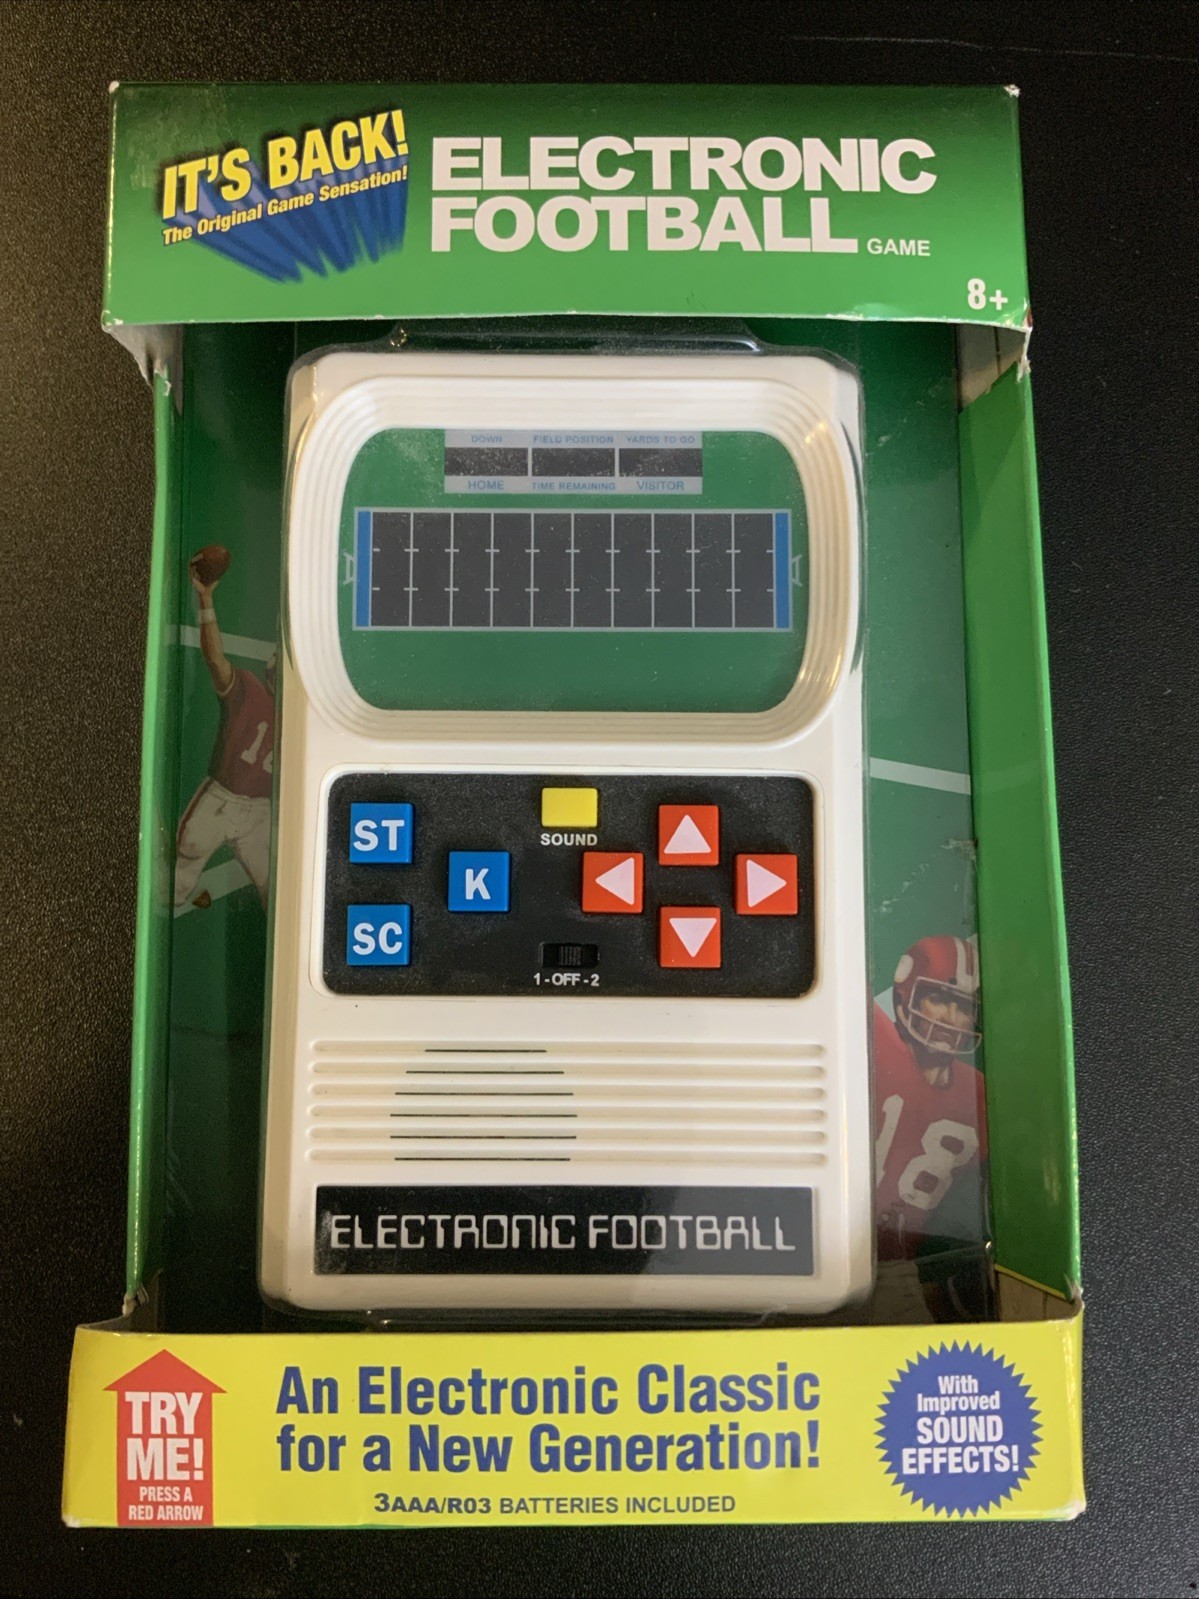 IT'S BACK!
The Original Game Sensation!
ELECTRONIC
FOOTBALL GAME
8+
DOWN FIELD POSITION YARDS TO GO
HOME TIME REMAINING VISITOR
ST
SOUND
K
SC
1-OFF-2
18
ELECTRONIC FOOTBALL
TRY
ME!
PRESS A
RED ARROW
An Electronic Classic
for a New Generation!
3AAA/R03 BATTERIES INCLUDED
With
Improved
SOUND
EFFECTS!